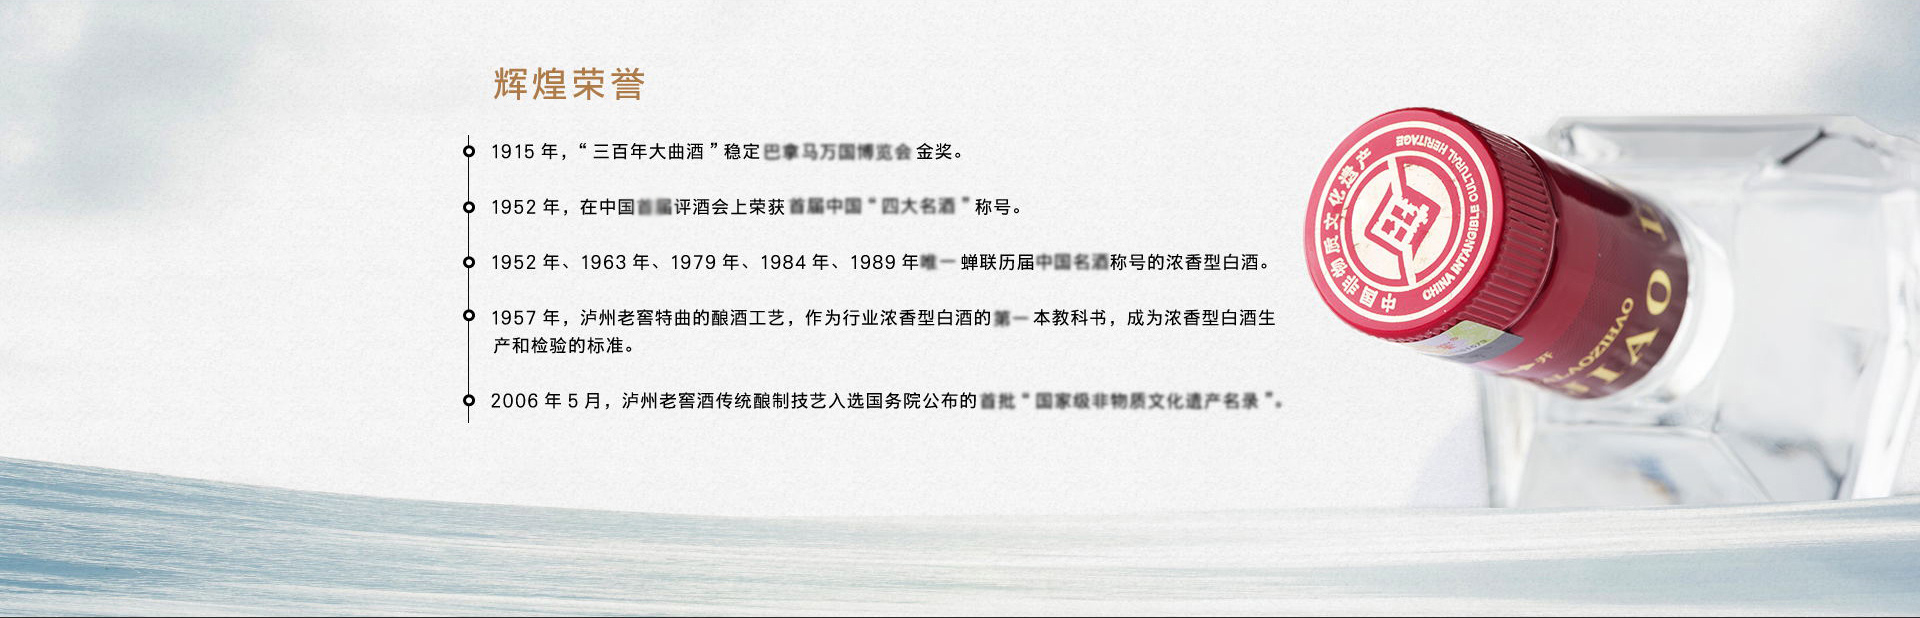 辉煌荣誉
1915 年，“ 三百年大曲酒 ” 稳定巴拿马万国博览会金奖。
1952 年，在中国首届评酒会上荣获首届中国 “ 四大名酒 ” 称号。
1952 年、1963 年、1979 年、1984 年、1989 年唯一蝉联历届中国名酒称号的浓香型白酒。
1957 年，泸州老窖特曲的酿酒工艺，作为行业浓香型白酒的第一本教科书，成为浓香型白酒生
产和检验的标准。
2006 年 5 月，泸州老窖酒传统酿制技艺入选国务院公布的首批 “ 国家级非物质文化遗产名录 ”。
中国非物质文化遗产
CHINA INTANGIBLE CULTURAL HERITAGE
LAOZIHAO
JIAO